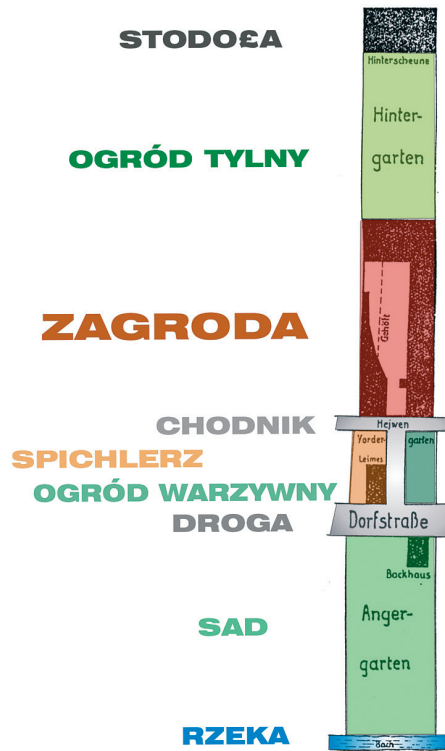 STODO£A
Hinterscheune
Hinter-
garten
OGRÓD TYLNY
ZAGRODA
Gehöft
CHODNIK
Hejwen
SPICHLERZ
Vorder- garten
Leimes
OGRÓD WARZYWNY
DROGA
Dorfstraße
Backhaus
SAD
Anger-
garten
RZEKA
Bach